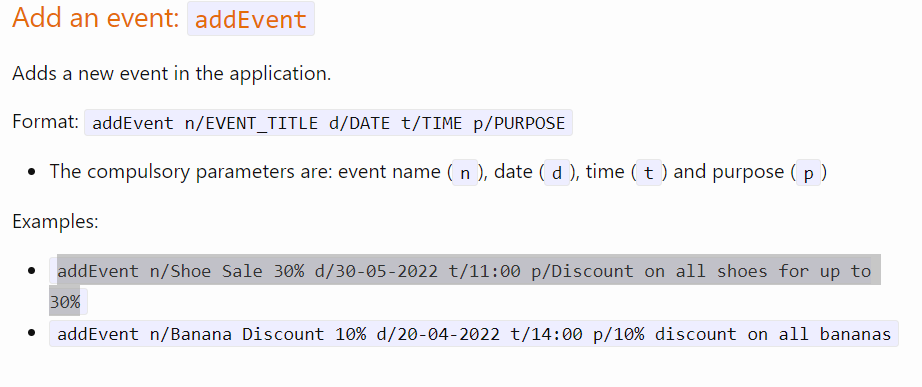 Add an event: addEvent
Adds a new event in the application.
Format: addEvent n/EVENT_TITLE d/DATE t/TIME p/PURPOSE
• The compulsory parameters are: event name ( n ), date ( d ), time ( t ) and purpose ( p )
Examples:
• addEvent n/Shoe Sale 30% d/30-05-2022 t/11:00 p/Discount on all shoes for up to
30%
• addEvent n/Banana Discount 10% d/20-04-2022 t/14:00 p/10% discount on all bananas